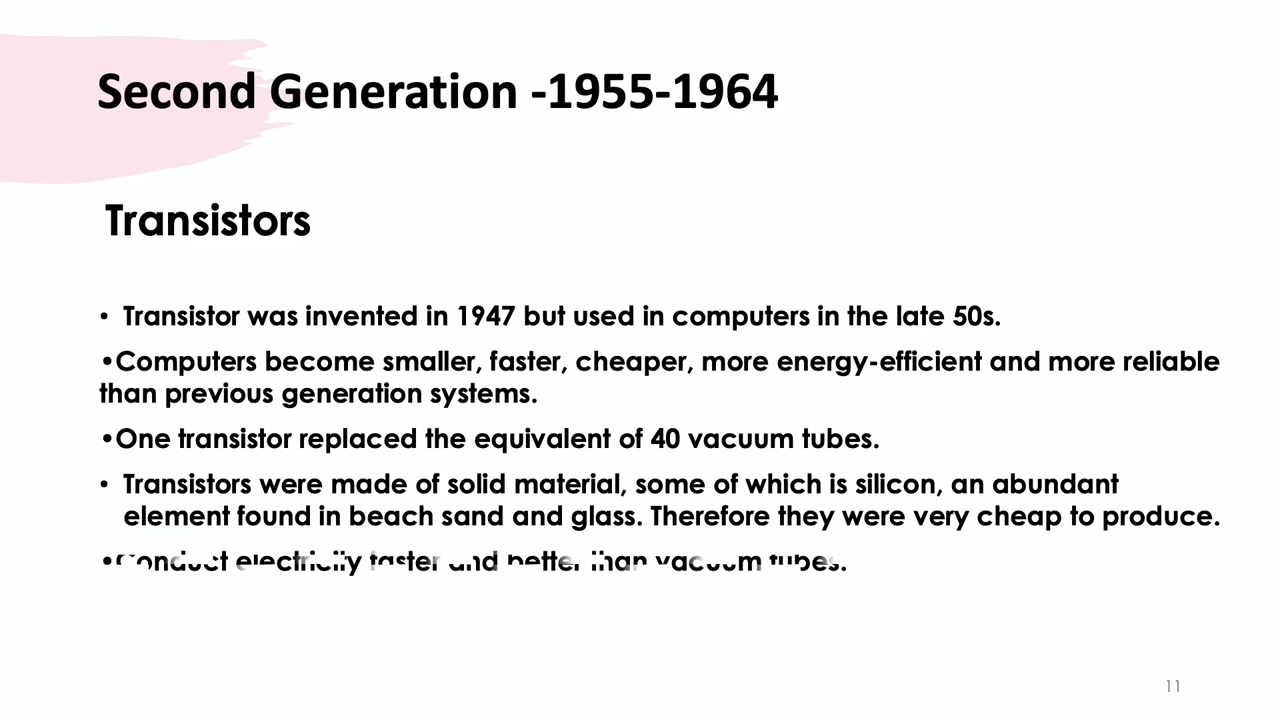 Second Generation -1955-1964
Transistors
• Transistor was invented in 1947 but used in computers in the late 50s.
•Computers become smaller, faster, cheaper, more energy-efficient and more reliable
than previous generation systems.
•One transistor replaced the equivalent of 40 vacuum tubes.
• Transistors were made of solid material, some of which is silicon, an abundant
element found in beach sand and glass. Therefore they were very cheap to produce.
•Conduct electricity faster and better than vacuum tubes.
11